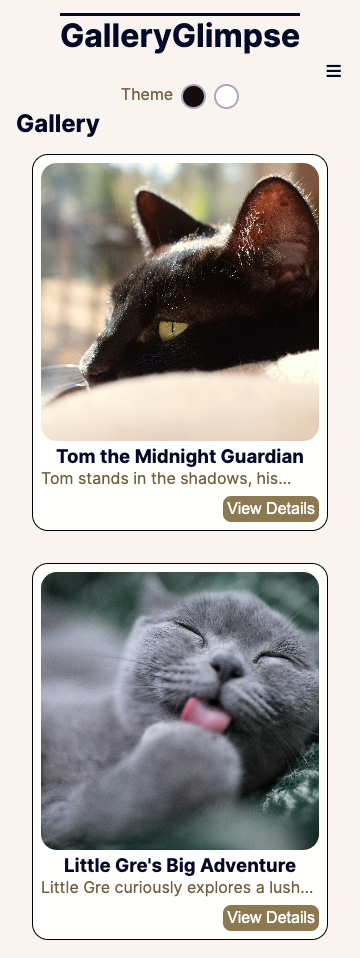 GalleryGlimpse
Theme
Gallery
Tom the Midnight Guardian
Tom stands in the shadows, his...
View Details
Little Gre's Big Adventure
Little Gre curiously explores a lush...
View Details